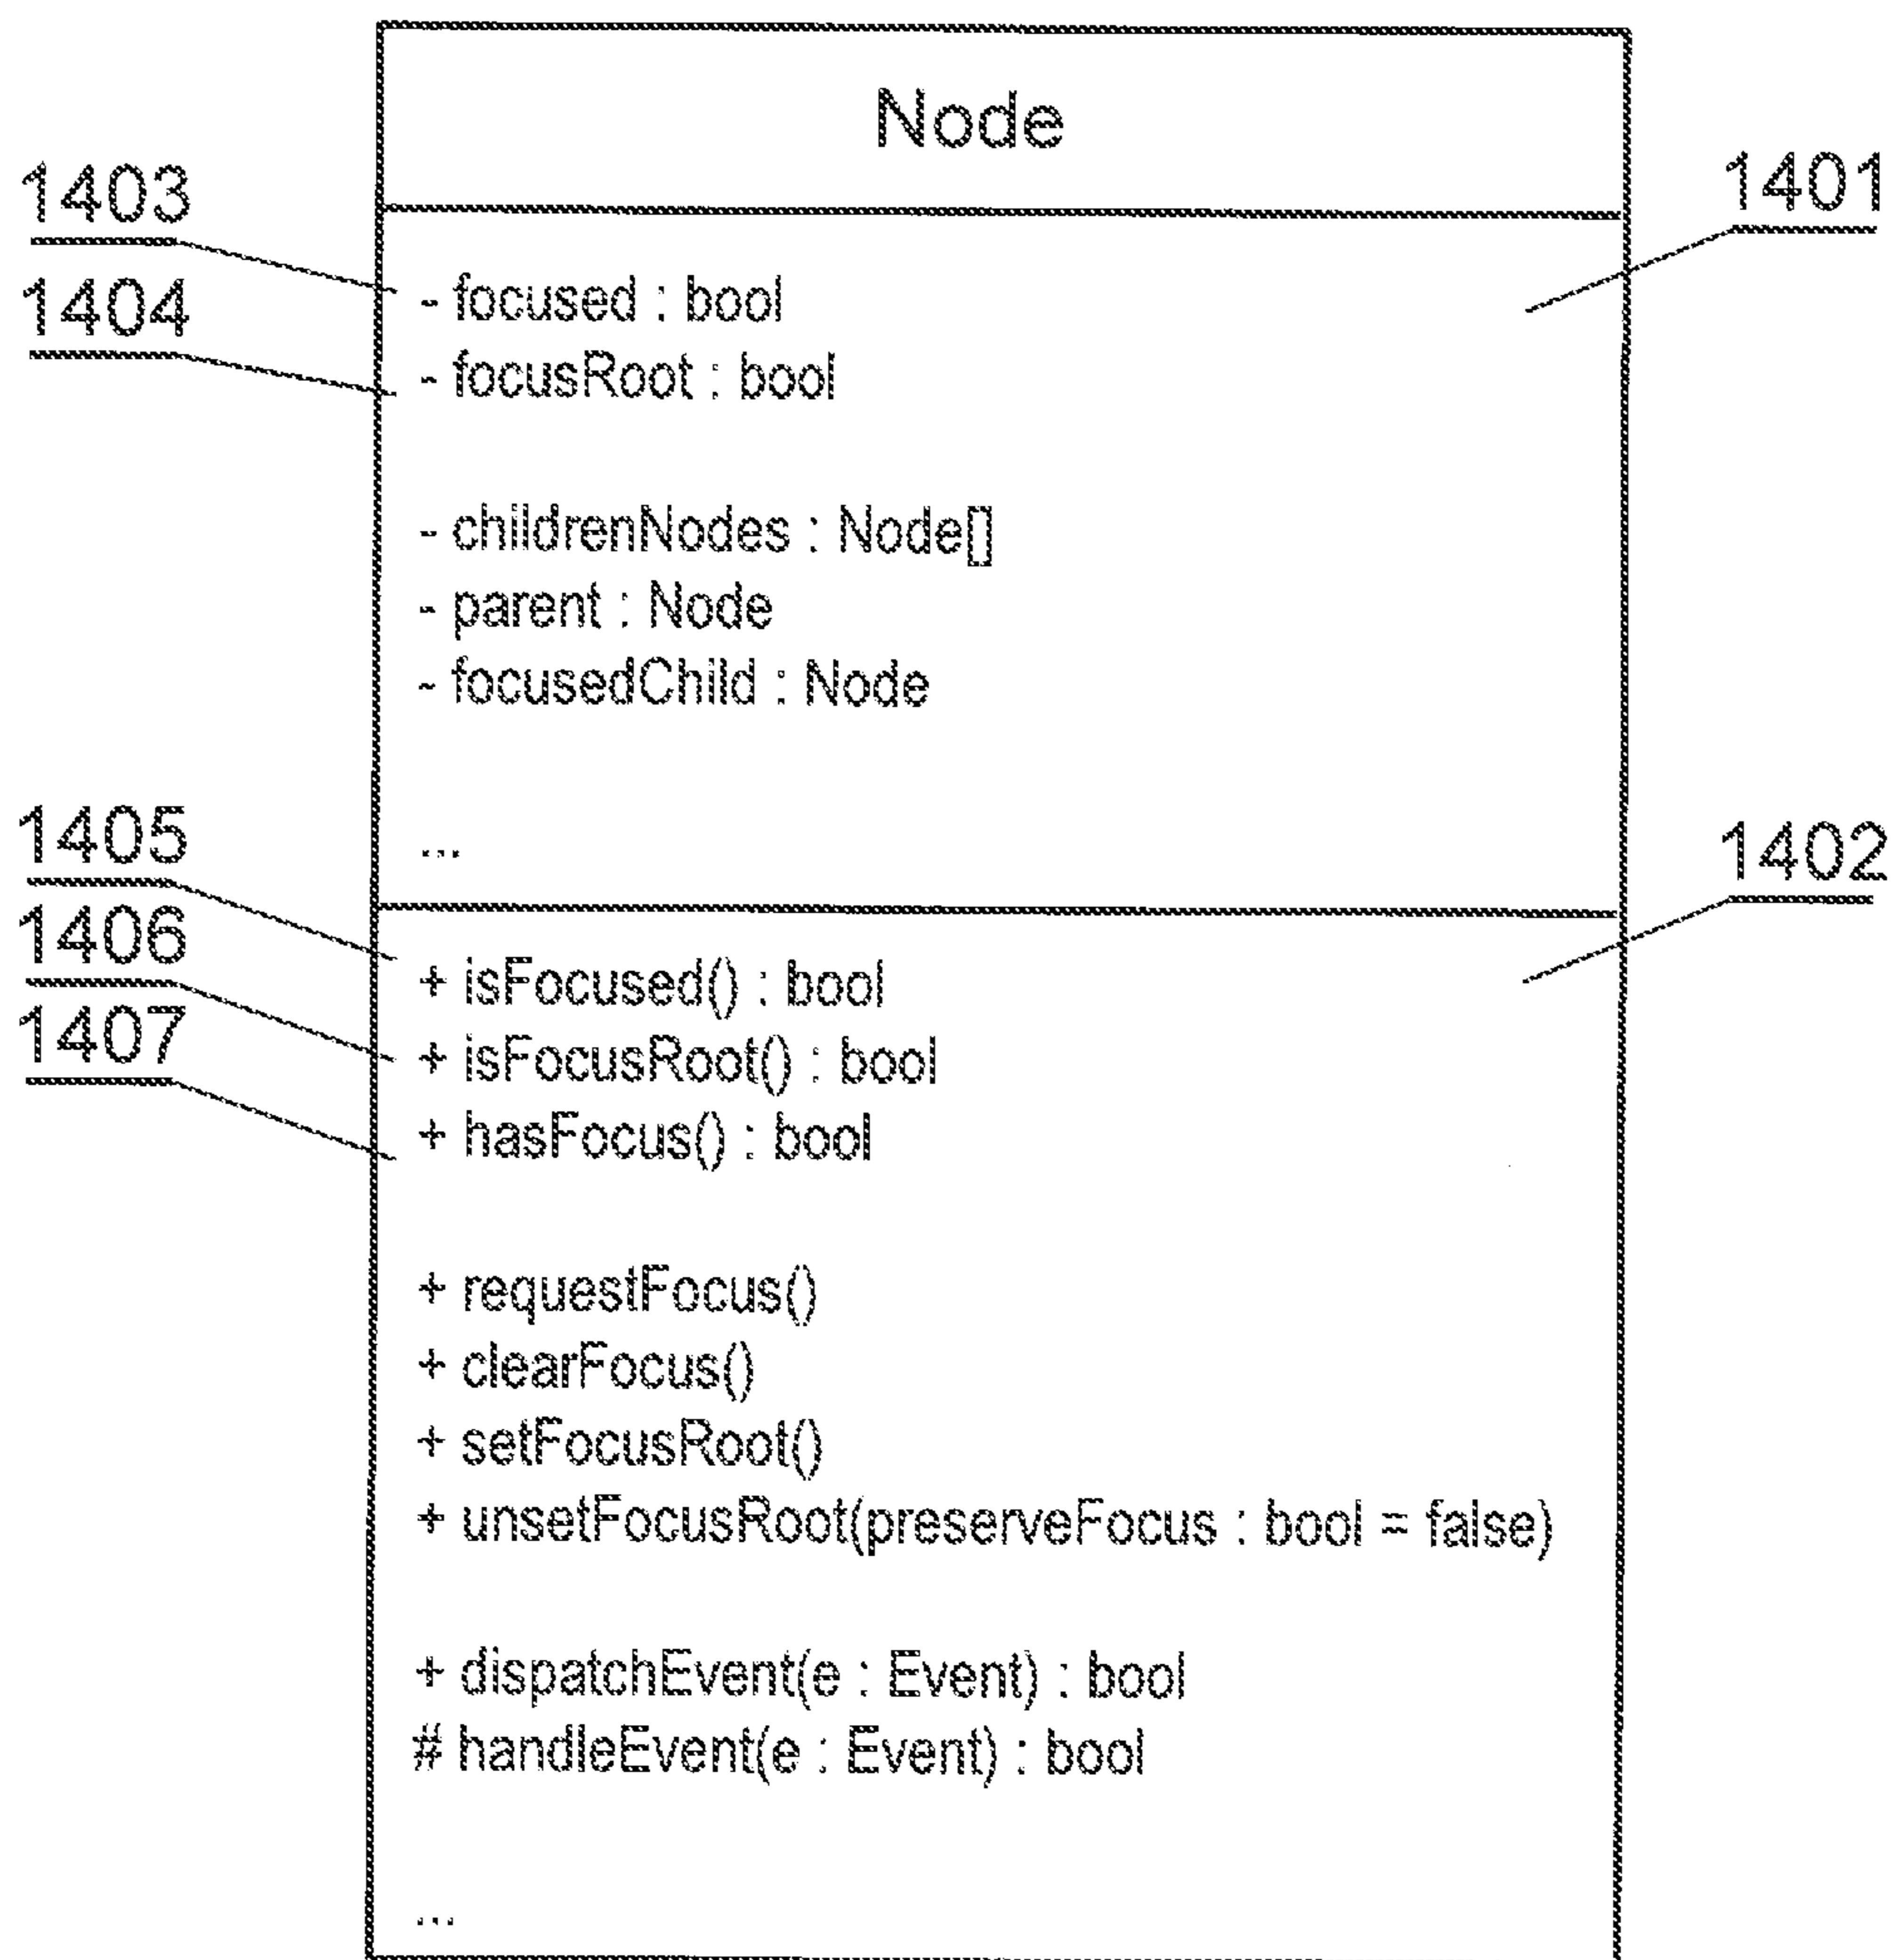 Node
1403
1401
- focused : bool
1404
- focusRoot : bool
- childrenNodes : Node[]
- parent : Node
- focusedChild : Node
...
1405
1402
+ isFocused() : bool
1406
+ isFocusRoot() : bool
1407
+ hasFocus() : bool
+ requestFocus()
+ clearFocus()
+ setFocusRoot()
+ unsetFocusRoot(preserveFocus : bool = false)
+ dispatchEvent(e : Event) : bool
# handleEvent(e : Event) : bool
...